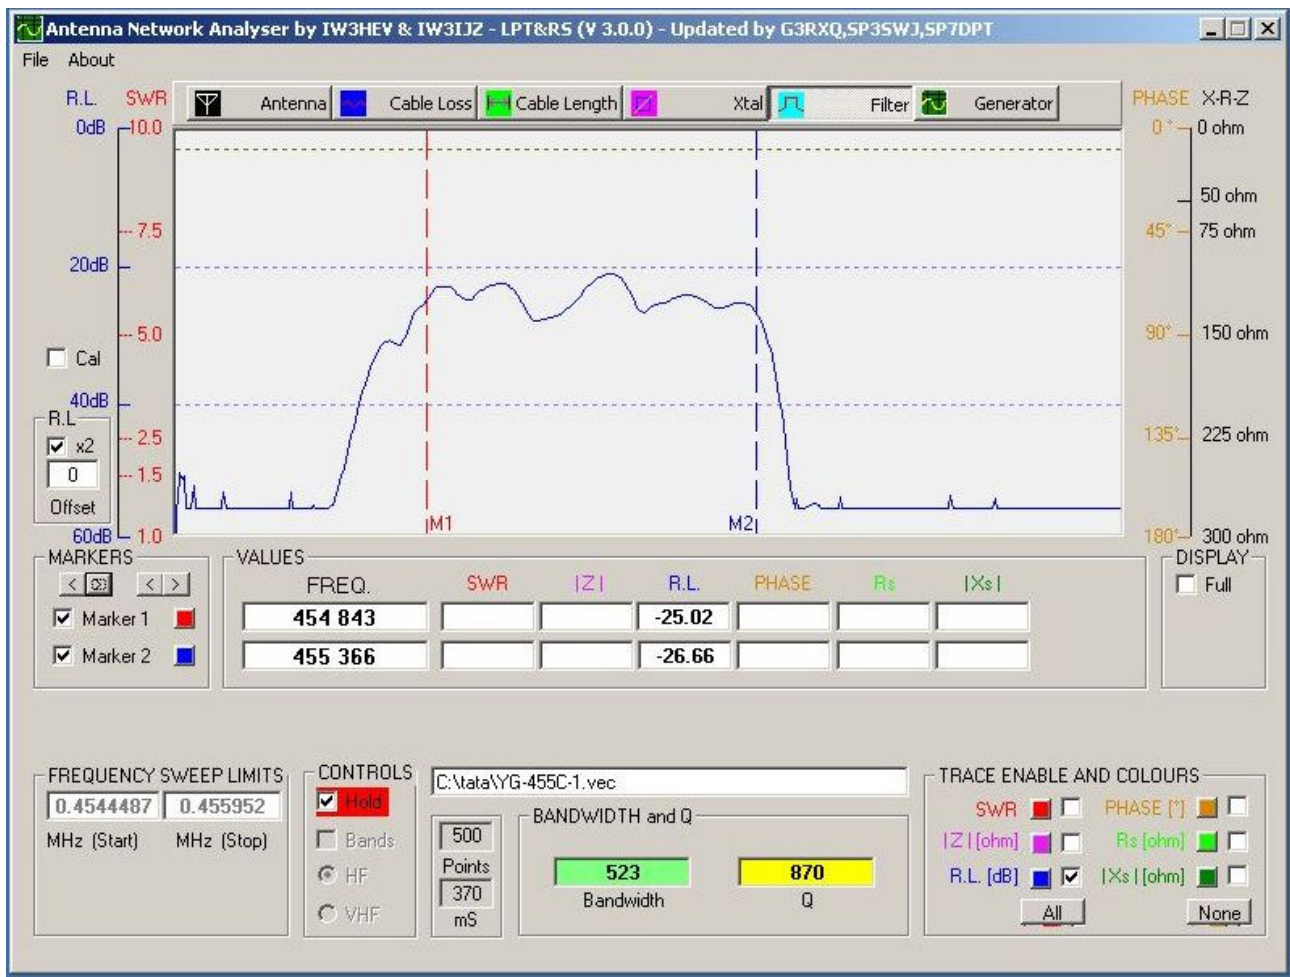 Antenna Network Analyser by IW3HEV & IW3IJZ - LPT&RS (V 3.0.0) - Updated by G3RXQ,SP3SWJ,SP7DPT
File About
R.L. SWR Antenna Cable Loss Cable Length Xtal Filter Generator PHASE X-R-Z
0dB 10.0 0 ° 0 ohm
50 ohm
7.5 45° 75 ohm
20dB
5.0 90° 150 ohm
Cal
40dB
R.L
x2 2.5 135° 225 ohm
0 1.5
Offset
M1 M2
60dB 1.0 180° 300 ohm
MARKERS VALUES DISPLAY
< > FREQ. SWR |Z| R.L. PHASE Rs |Xs| Full
Marker 1 454 843 -25.02
Marker 2 455 366 -26.66
FREQUENCY SWEEP LIMITS CONTROLS C:\tata\YG-455C-1.vec TRACE ENABLE AND COLOURS
0.4544487 0.455952 Hold BANDWIDTH and Q SWR PHASE [°]
MHz (Start) MHz (Stop) Bands 500 |Z| [ohm] Rs [ohm]
HF Points 523 870 R.L. [dB] |Xs| [ohm]
370 Bandwidth Q
VHF mS All None